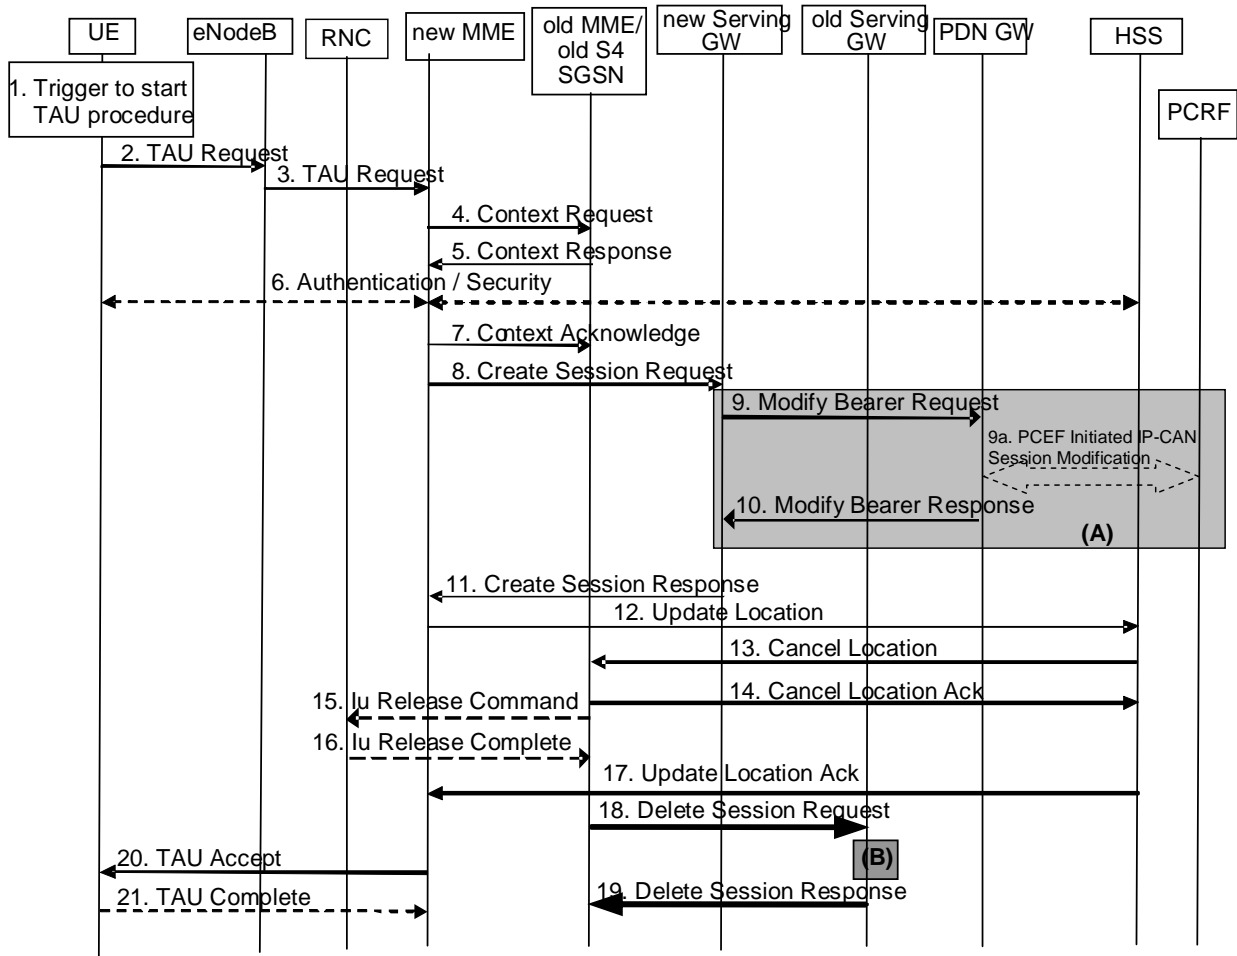 UE
eNodeB
RNC
new MME
old MME/
old S4
SGSN
new Serving
GW
old Serving
GW
PDN GW
HSS
PCRF
1. Trigger to start
TAU procedure
2. TAU Request
3. TAU Request
4. Context Request
5. Context Response
6. Authentication / Security
7. Context Acknowledge
8. Create Session Request
9. Modify Bearer Request
9a. PCEF Initiated IP-CAN
Session Modification
10. Modify Bearer Response
(A)
11. Create Session Response
12. Update Location
13. Cancel Location
14. Cancel Location Ack
15. Iu Release Command
16. Iu Release Complete
17. Update Location Ack
18. Delete Session Request
(B)
20. TAU Accept
19. Delete Session Response
21. TAU Complete